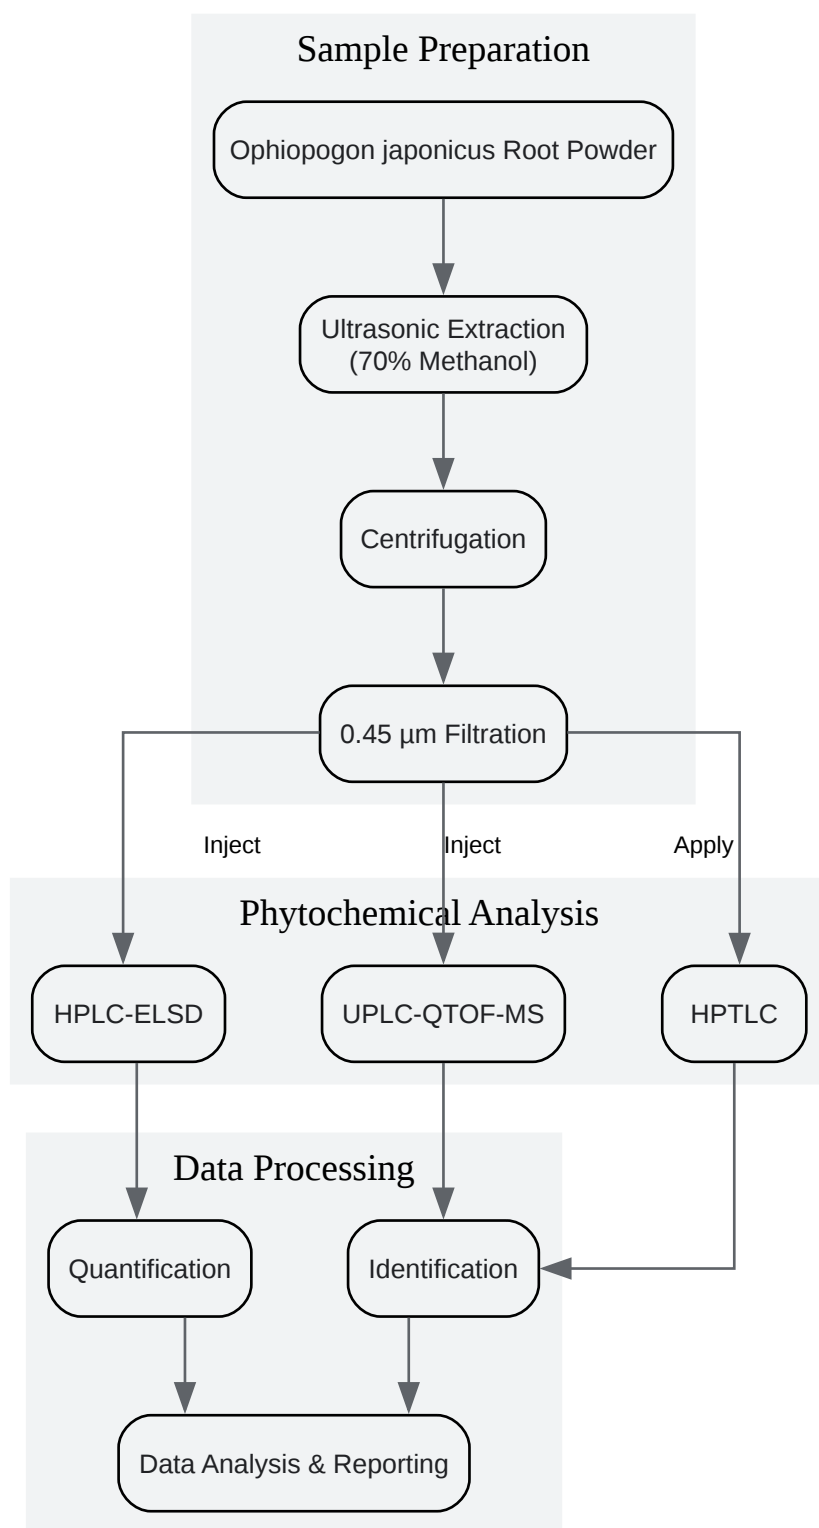 Sample Preparation
Ophiopogon japonicus Root Powder
Ultrasonic Extraction
(70% Methanol)
Centrifugation
0.45 µm Filtration
Inject
Inject
Apply
Phytochemical Analysis
HPLC-ELSD
UPLC-QTOF-MS
HPTLC
Data Processing
Quantification
Identification
Data Analysis & Reporting